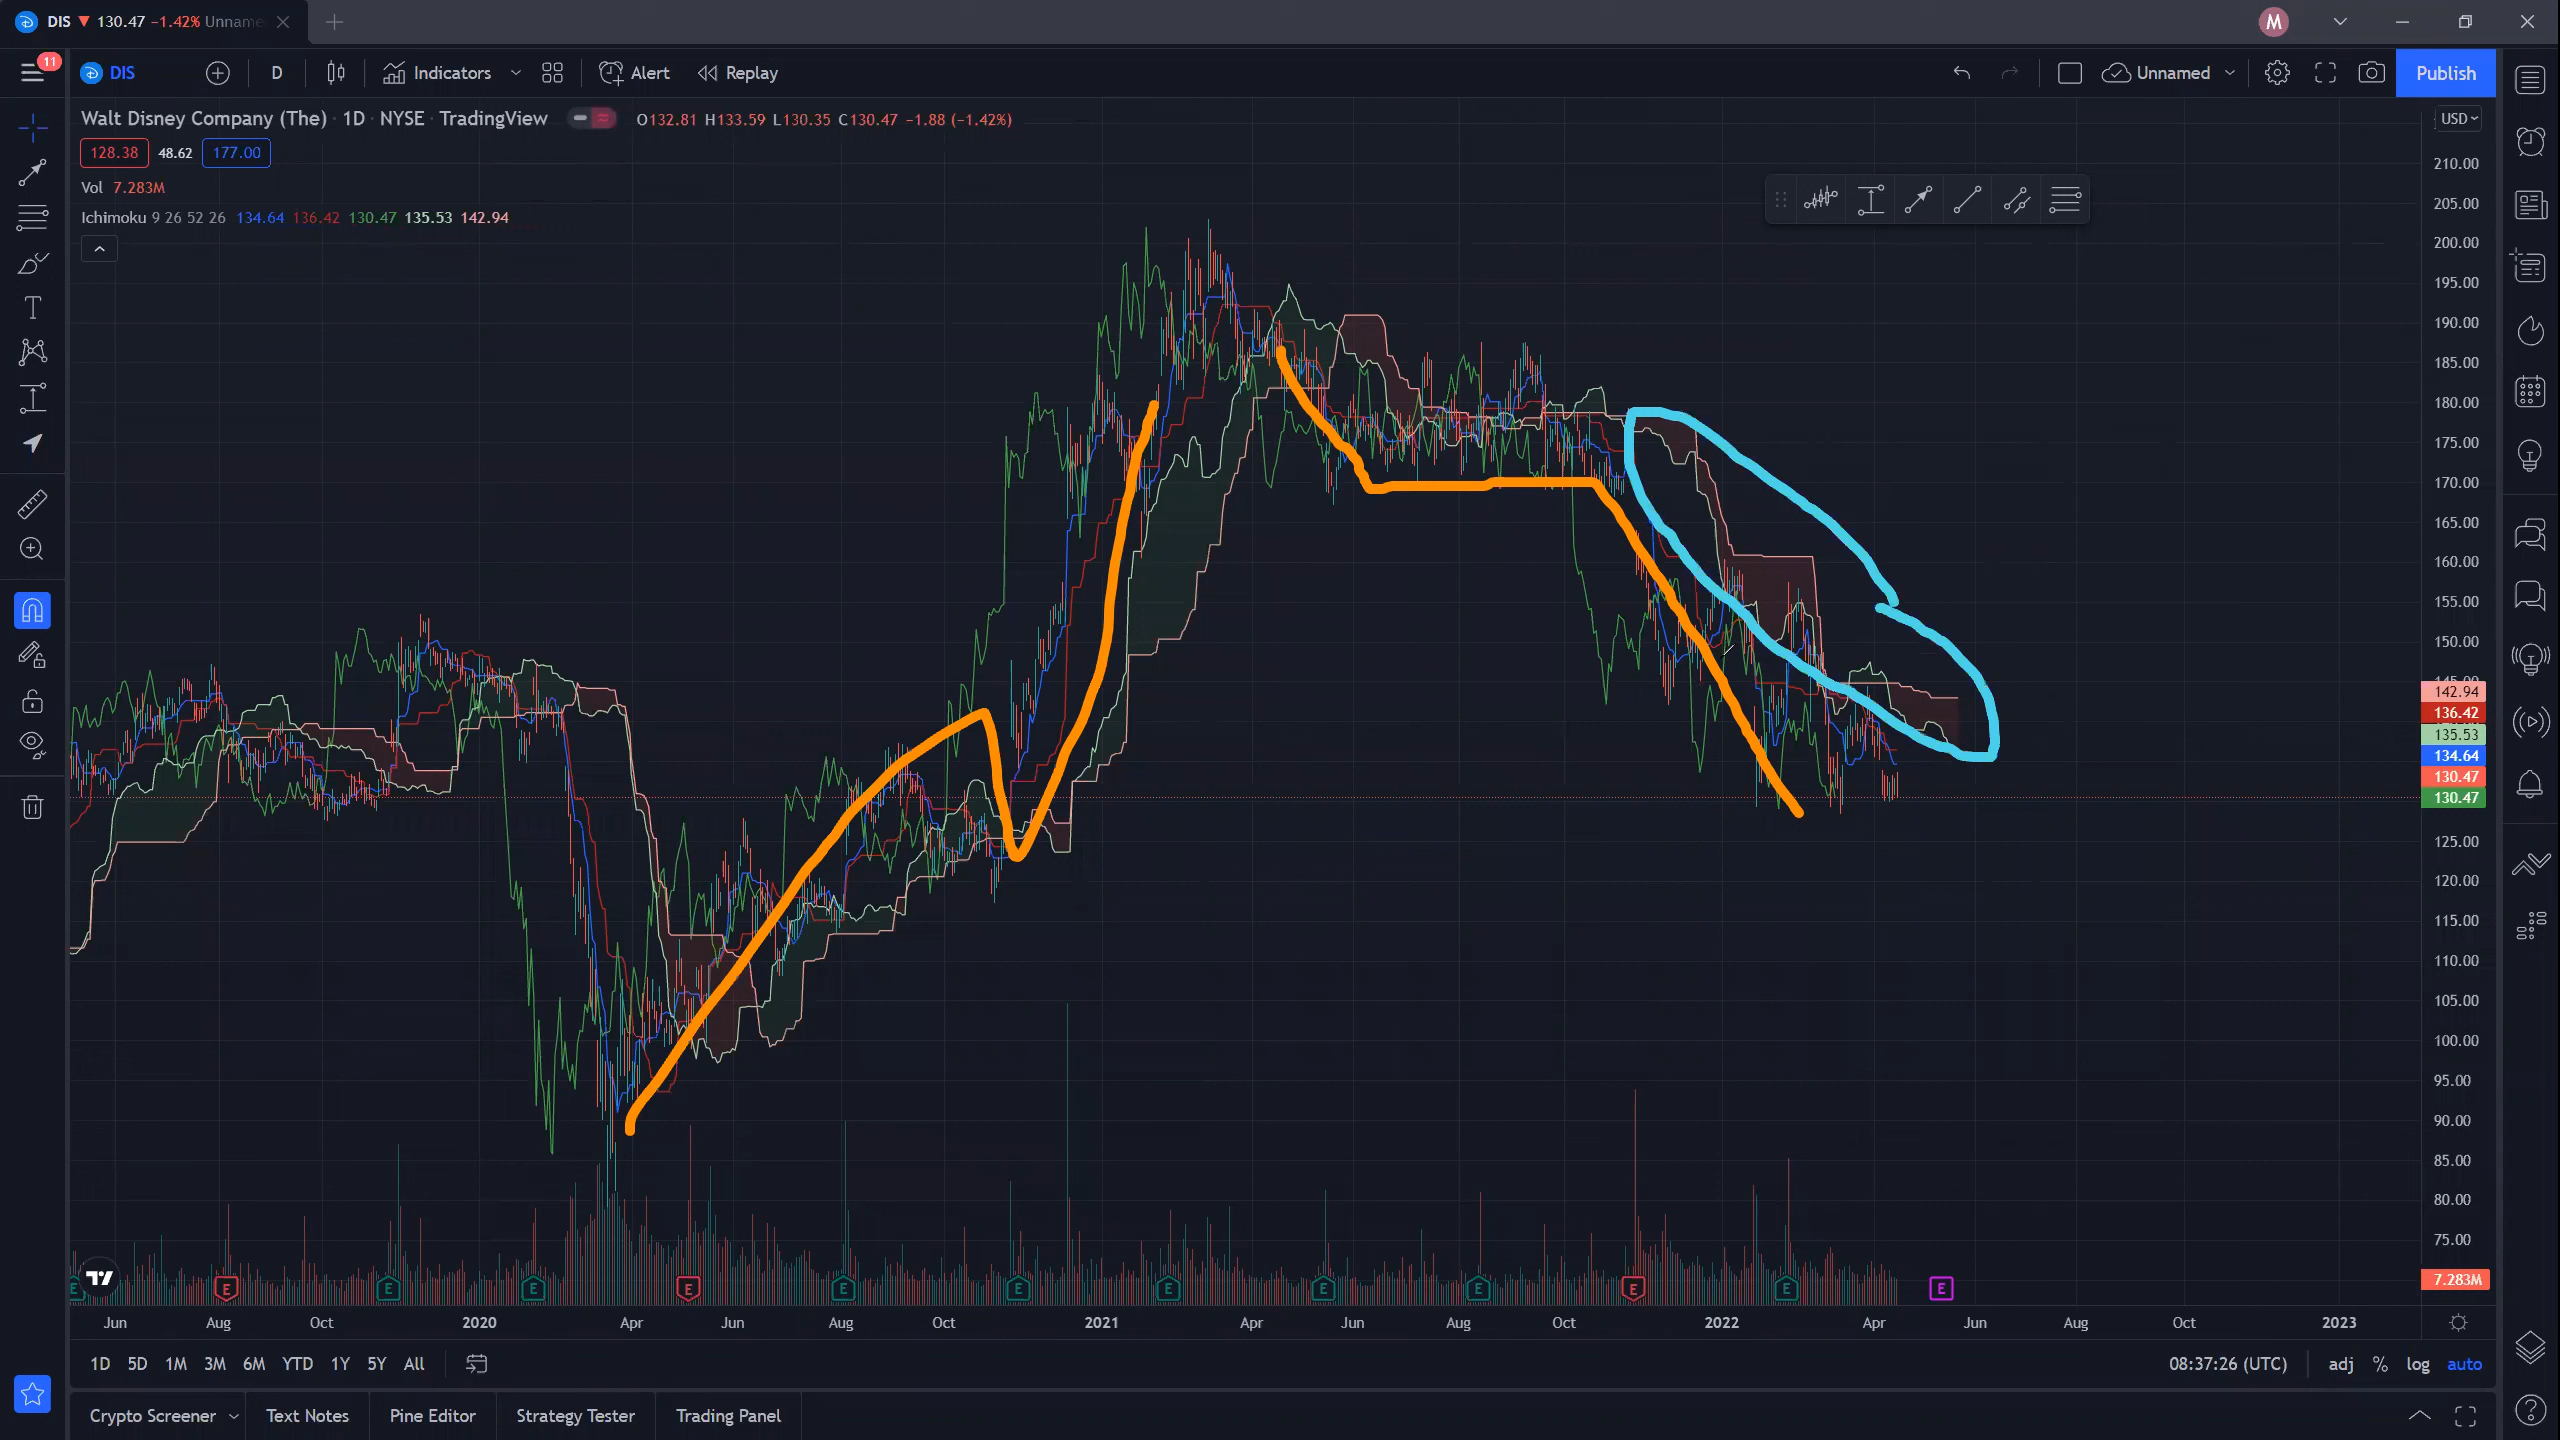 DIS ▼ 130.47 −1.42% Unname
M
11
DIS
D
Indicators
Alert
Replay
Unnamed
Publish
Walt Disney Company (The) · 1D · NYSE · TradingView
O132.81 H133.59 L130.35 C130.47 −1.88 (−1.42%)
USD
128.38 48.62 177.00
Vol 7.283M
Ichimoku 9 26 52 26 134.64 136.42 130.47 135.53 142.94
210.00
205.00
200.00
195.00
190.00
185.00
180.00
175.00
170.00
165.00
160.00
155.00
150.00
142.94
136.42
135.53
134.64
130.47
130.47
125.00
120.00
115.00
110.00
105.00
100.00
95.00
90.00
85.00
80.00
75.00
7.283M
E E E E E E E E E E E E E
Jun Aug Oct 2020 Apr Jun Aug Oct 2021 Apr Jun Aug Oct 2022 Apr Jun Aug Oct 2023
1D 5D 1M 3M 6M YTD 1Y 5Y All
08:37:26 (UTC) adj % log auto
Crypto Screener Text Notes Pine Editor Strategy Tester Trading Panel